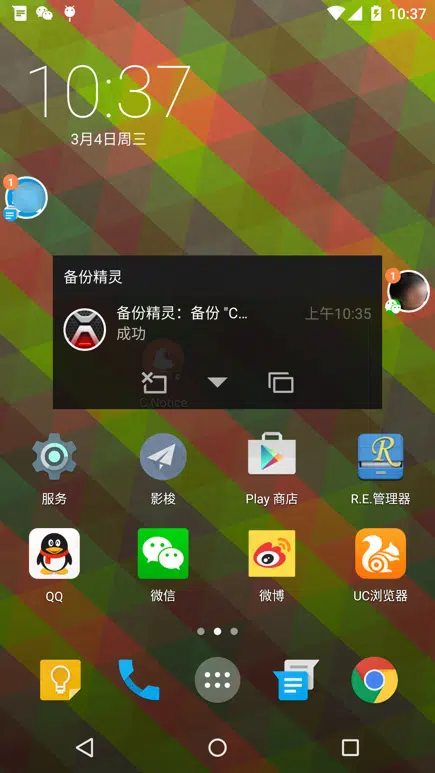 10:37
10:37
3月4日周三
1
1
备份精灵
备份精灵：备份 "C…
上午10:35
成功
C Notice
服务
影梭
Play 商店
R.E.管理器
QQ
微信
微博
UC浏览器